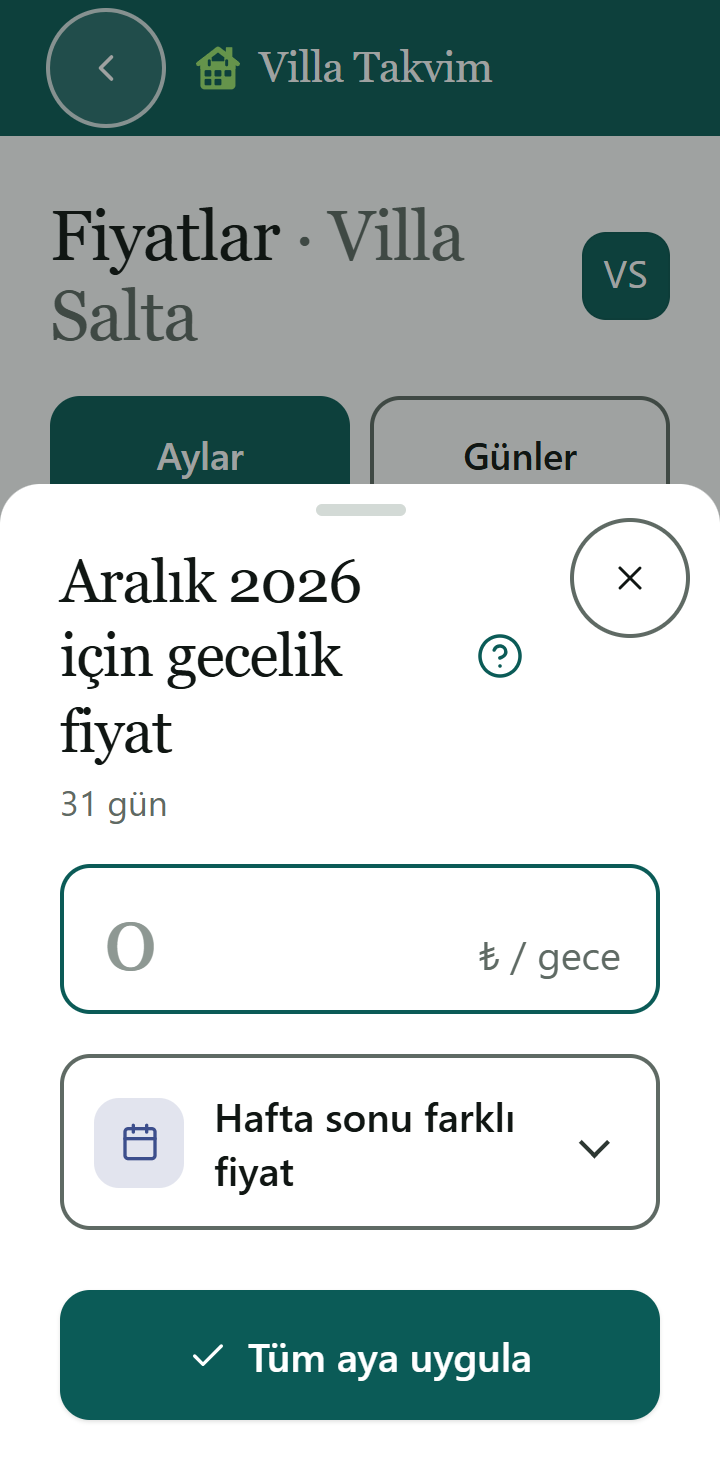 Villa Takvim
Fiyatlar · Villa
Salta
VS
Aylar
Günler
Aralık 2026
için gecelik
fiyat
?
31 gün
0
₺ / gece
Hafta sonu farklı
fiyat
Tüm aya uygula